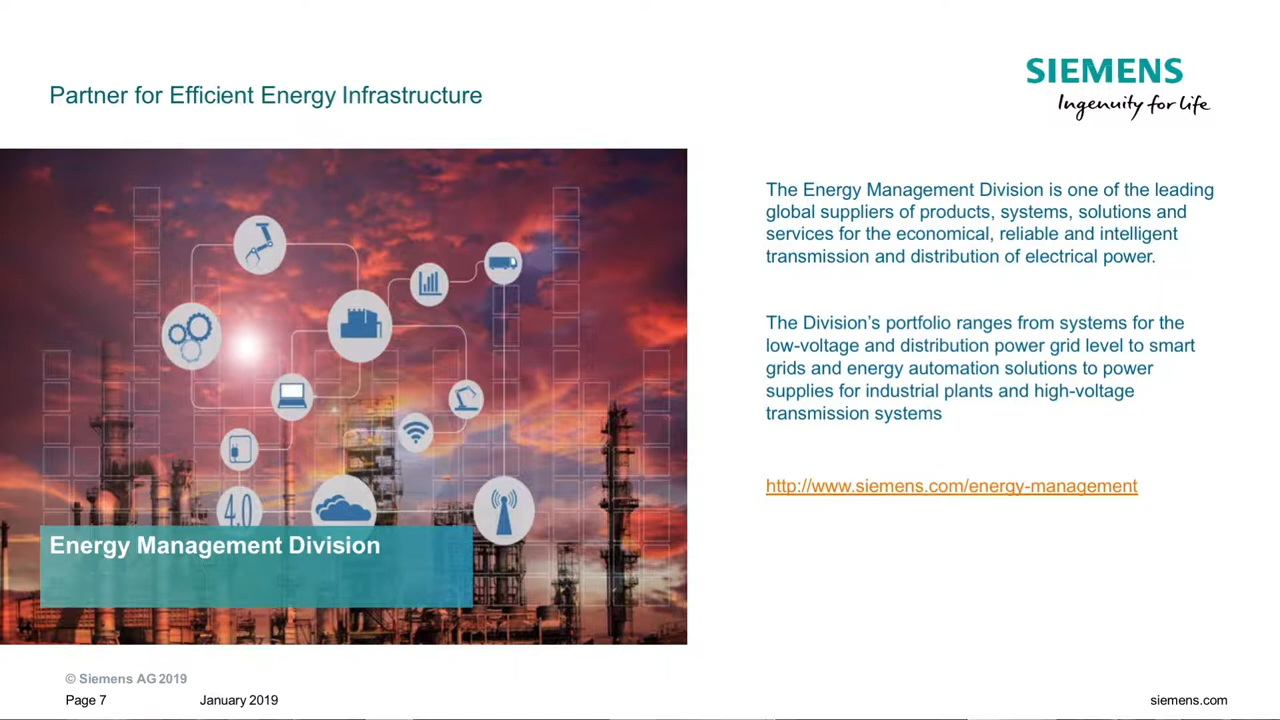 Partner for Efficient Energy Infrastructure
SIEMENS
Ingenuity for life
The Energy Management Division is one of the leading
global suppliers of products, systems, solutions and
services for the economical, reliable and intelligent
transmission and distribution of electrical power.
The Division’s portfolio ranges from systems for the
low-voltage and distribution power grid level to smart
grids and energy automation solutions to power
supplies for industrial plants and high-voltage
transmission systems
http://www.siemens.com/energy-management
4.0
Energy Management Division
© Siemens AG 2019
Page 7 January 2019 siemens.com